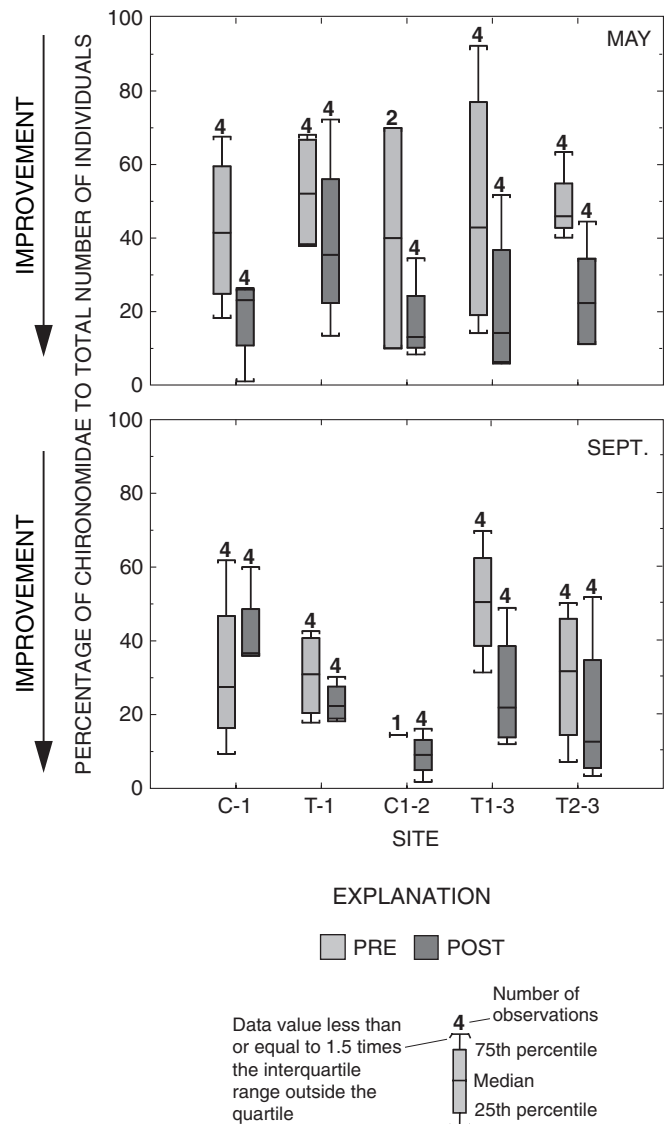 IMPROVEMENT
PERCENTAGE OF CHIRONOMIDAE TO TOTAL NUMBER OF INDIVIDUALS
MAY
100
80
60
40
20
0
4
4
4
4
2
4
4
4
4
4
IMPROVEMENT
SEPT.
100
80
60
40
20
0
4
4
4
4
1
4
4
4
4
4
C-1 T-1 C1-2 T1-3 T2-3
SITE
EXPLANATION
PRE POST
Data value less than
or equal to 1.5 times
the interquartile
range outside the
quartile
Number of
observations
4
75th percentile
Median
25th percentile